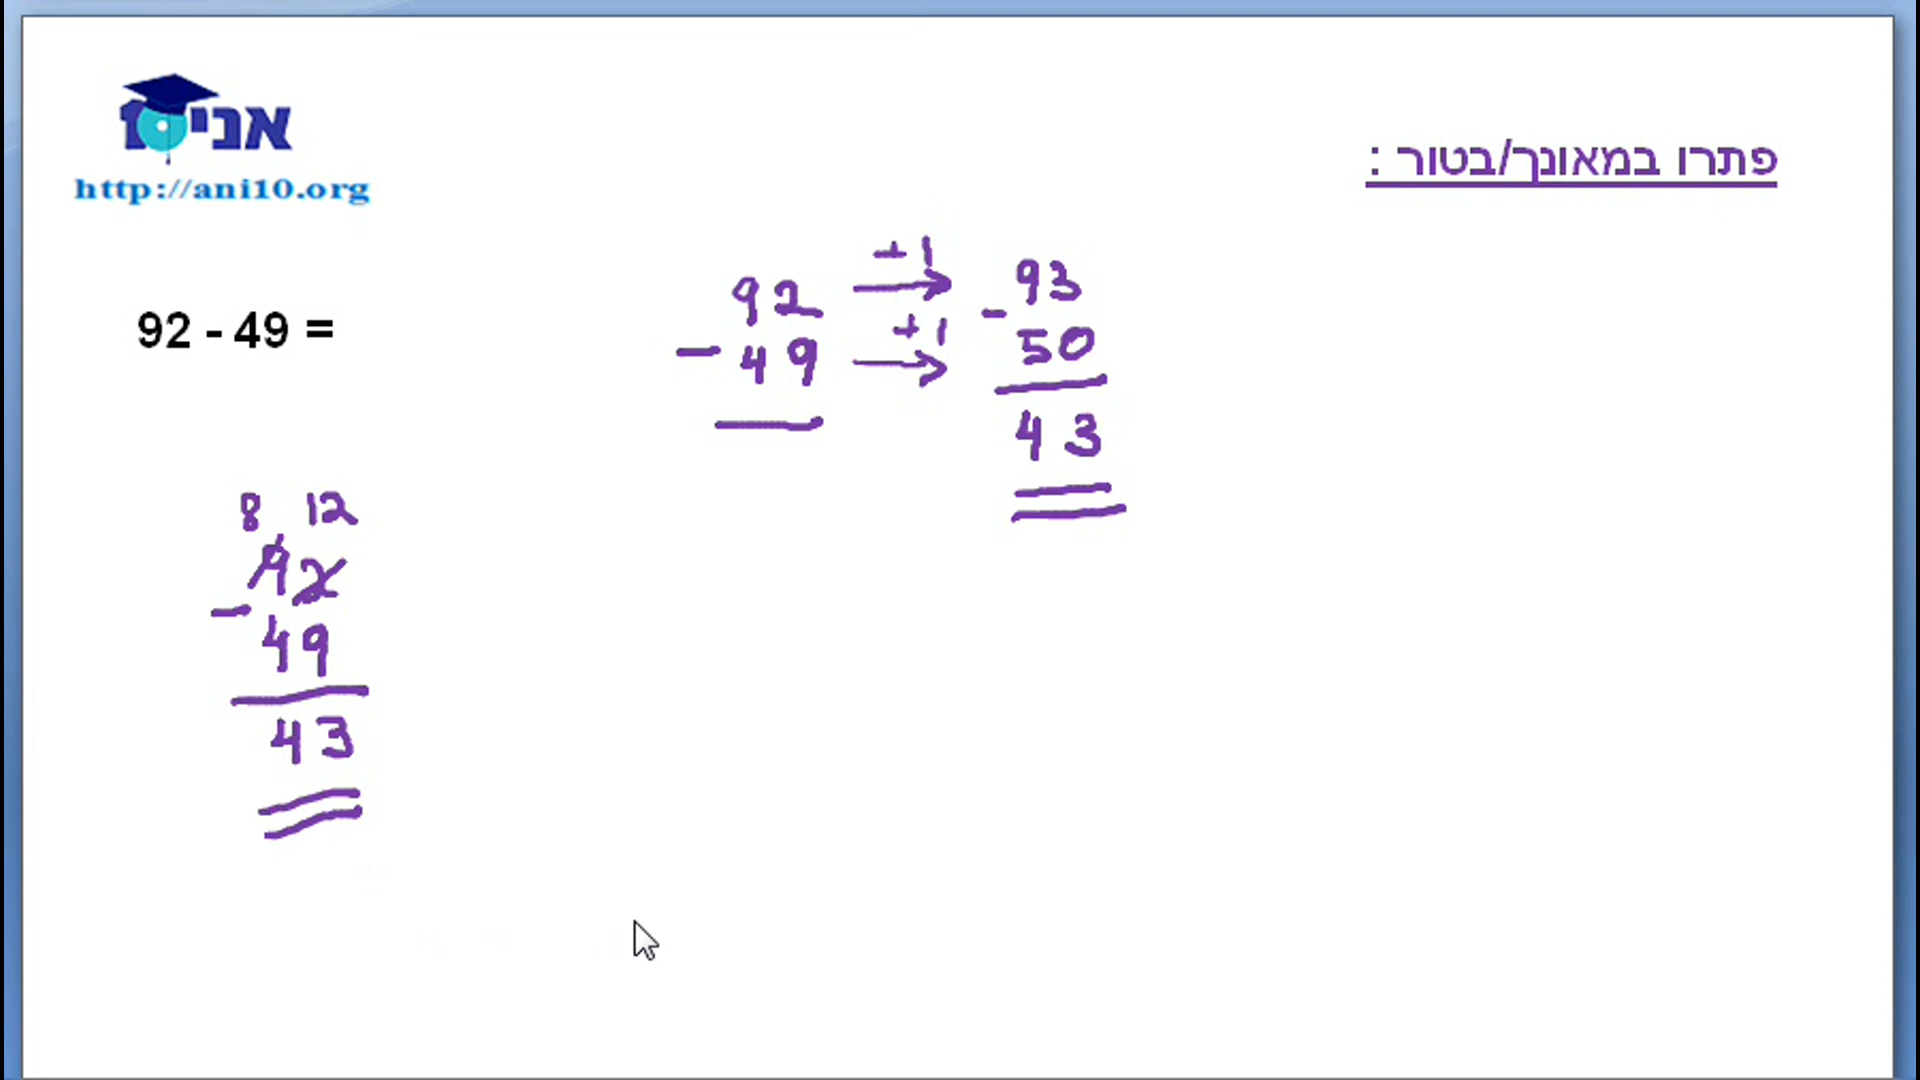 אני10
http://ani10.org
פתרו במאונך/בטור :
92 - 49 =
92 +1 93
- 49 +1 - 50
43
8 12
92
- 49
43